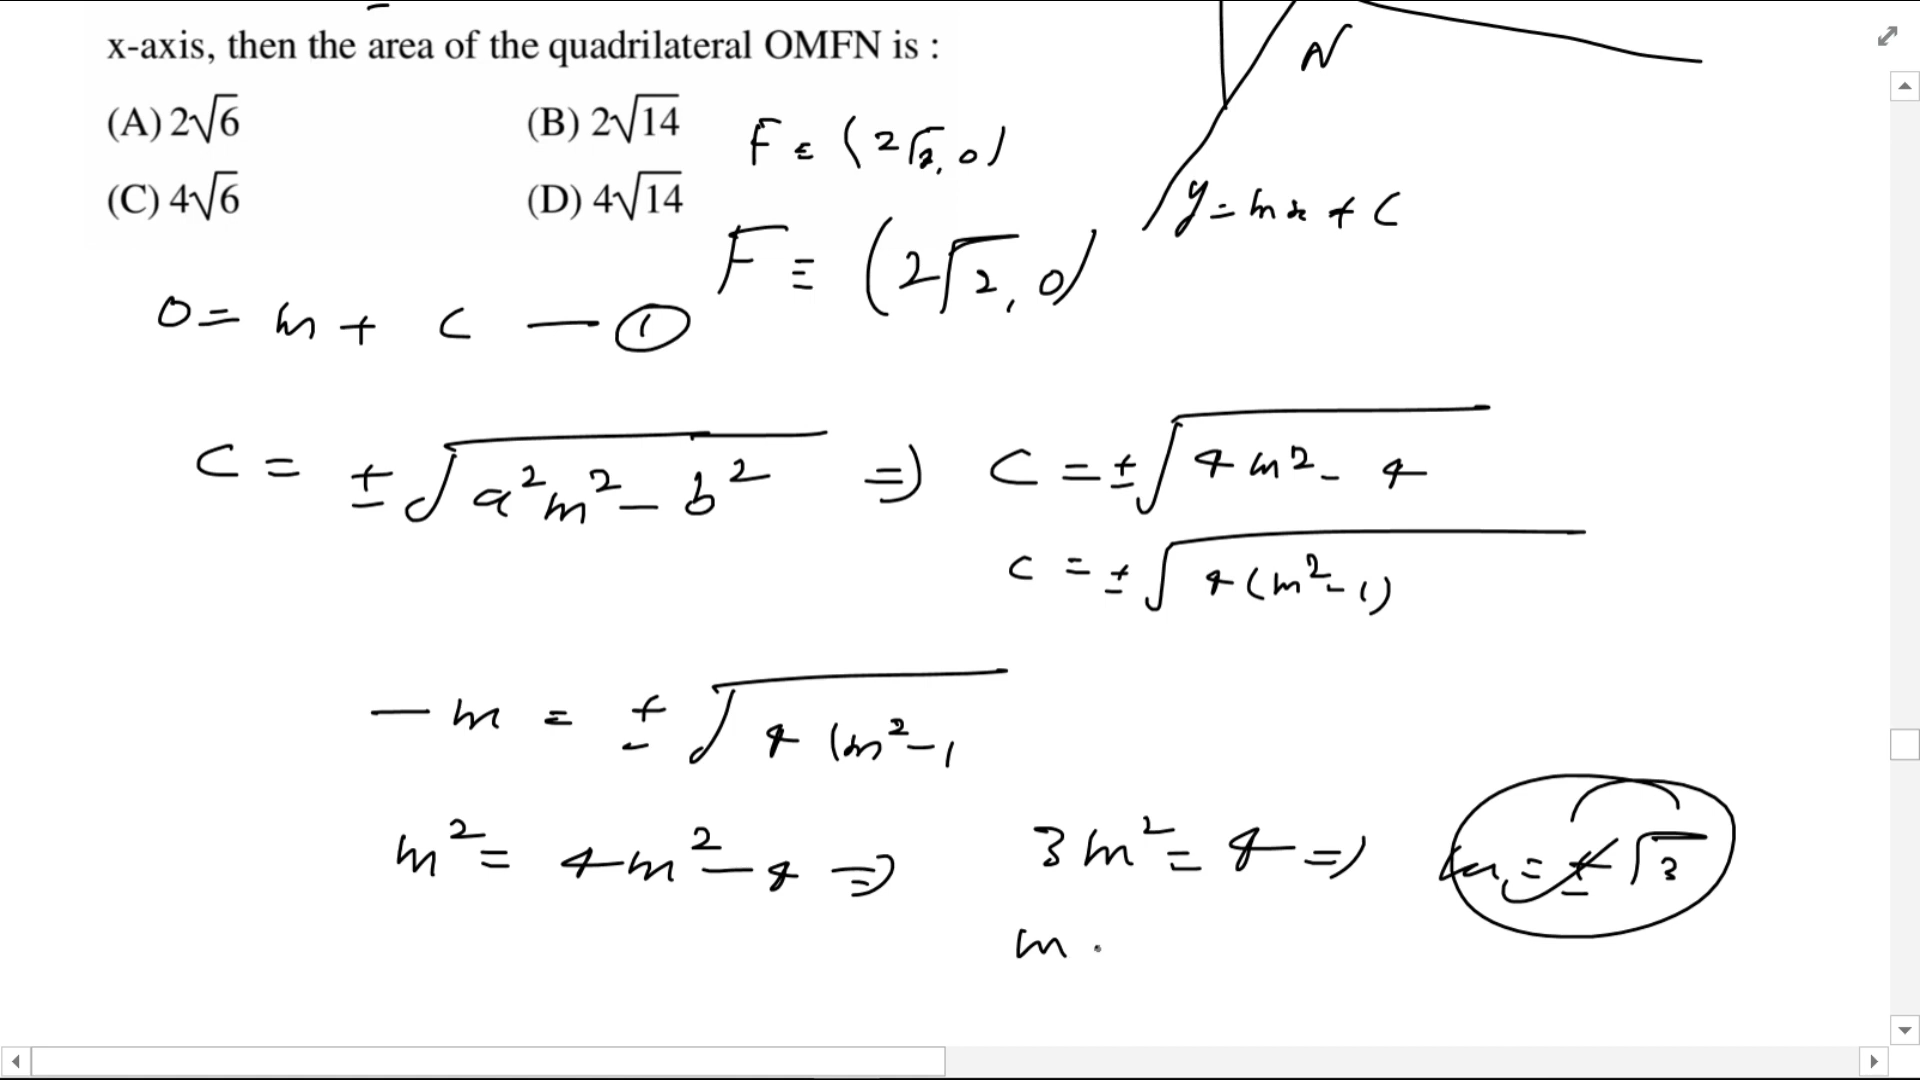 x-axis, then the area of the quadrilateral OMFN is :
N
(A) 2√6 (B) 2√14
F ≡ (2√2, 0)
(C) 4√6 (D) 4√14
y = mx + c
F ≡ (2√2, 0)
0 = m + c — ①
c = ± √a²m² - b² ⇒ c = ± √4m² - 4
c = ± √4(m² - 1)
- m = ± √4(m² - 1
m² = 4m² - 4 ⇒ 3m² = 4 ⇒ m = ± √3
m .